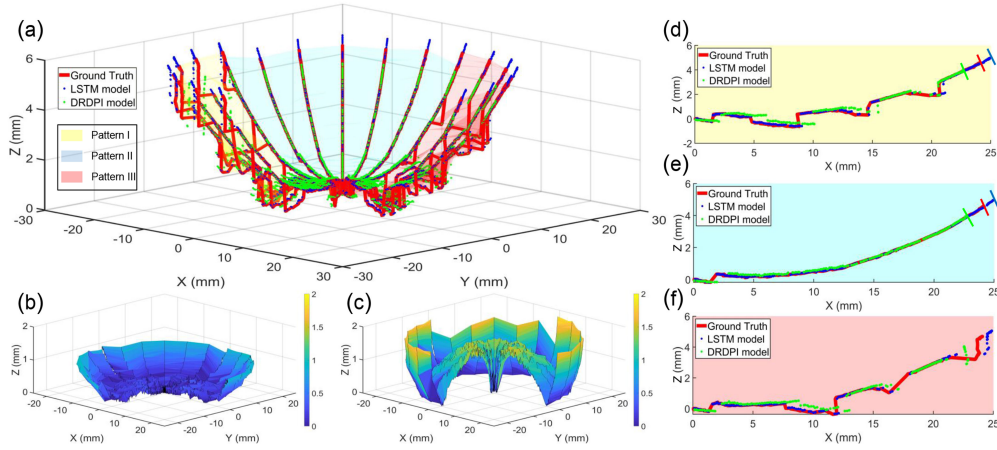 (a)
Ground Truth
LSTM model
DRDPI model
Pattern I
Pattern II
Pattern III
Z (mm)
6
4
2
0
-30
-20
-10
0
10
20
30
X (mm)
-30
-20
-10
0
10
20
30
Y (mm)
(b)
Z (mm)
2
1
0
-20
-10
0
10
20
X (mm)
-20
-10
0
10
20
Y (mm)
2
1.5
1
0.5
0
(c)
Z (mm)
2
1
0
-20
-10
0
10
20
X (mm)
-20
-10
0
10
20
Y (mm)
2
1.5
1
0.5
0
(d)
Ground Truth
LSTM model
DRDPI model
Z (mm)
6
4
2
0
-2
0 5 10 15 20 25
X (mm)
(e)
Ground Truth
LSTM model
DRDPI model
Z (mm)
6
4
2
0
0 5 10 15 20 25
X (mm)
(f)
Ground Truth
LSTM model
DRDPI model
Z (mm)
6
4
2
0
0 5 10 15 20 25
X (mm)